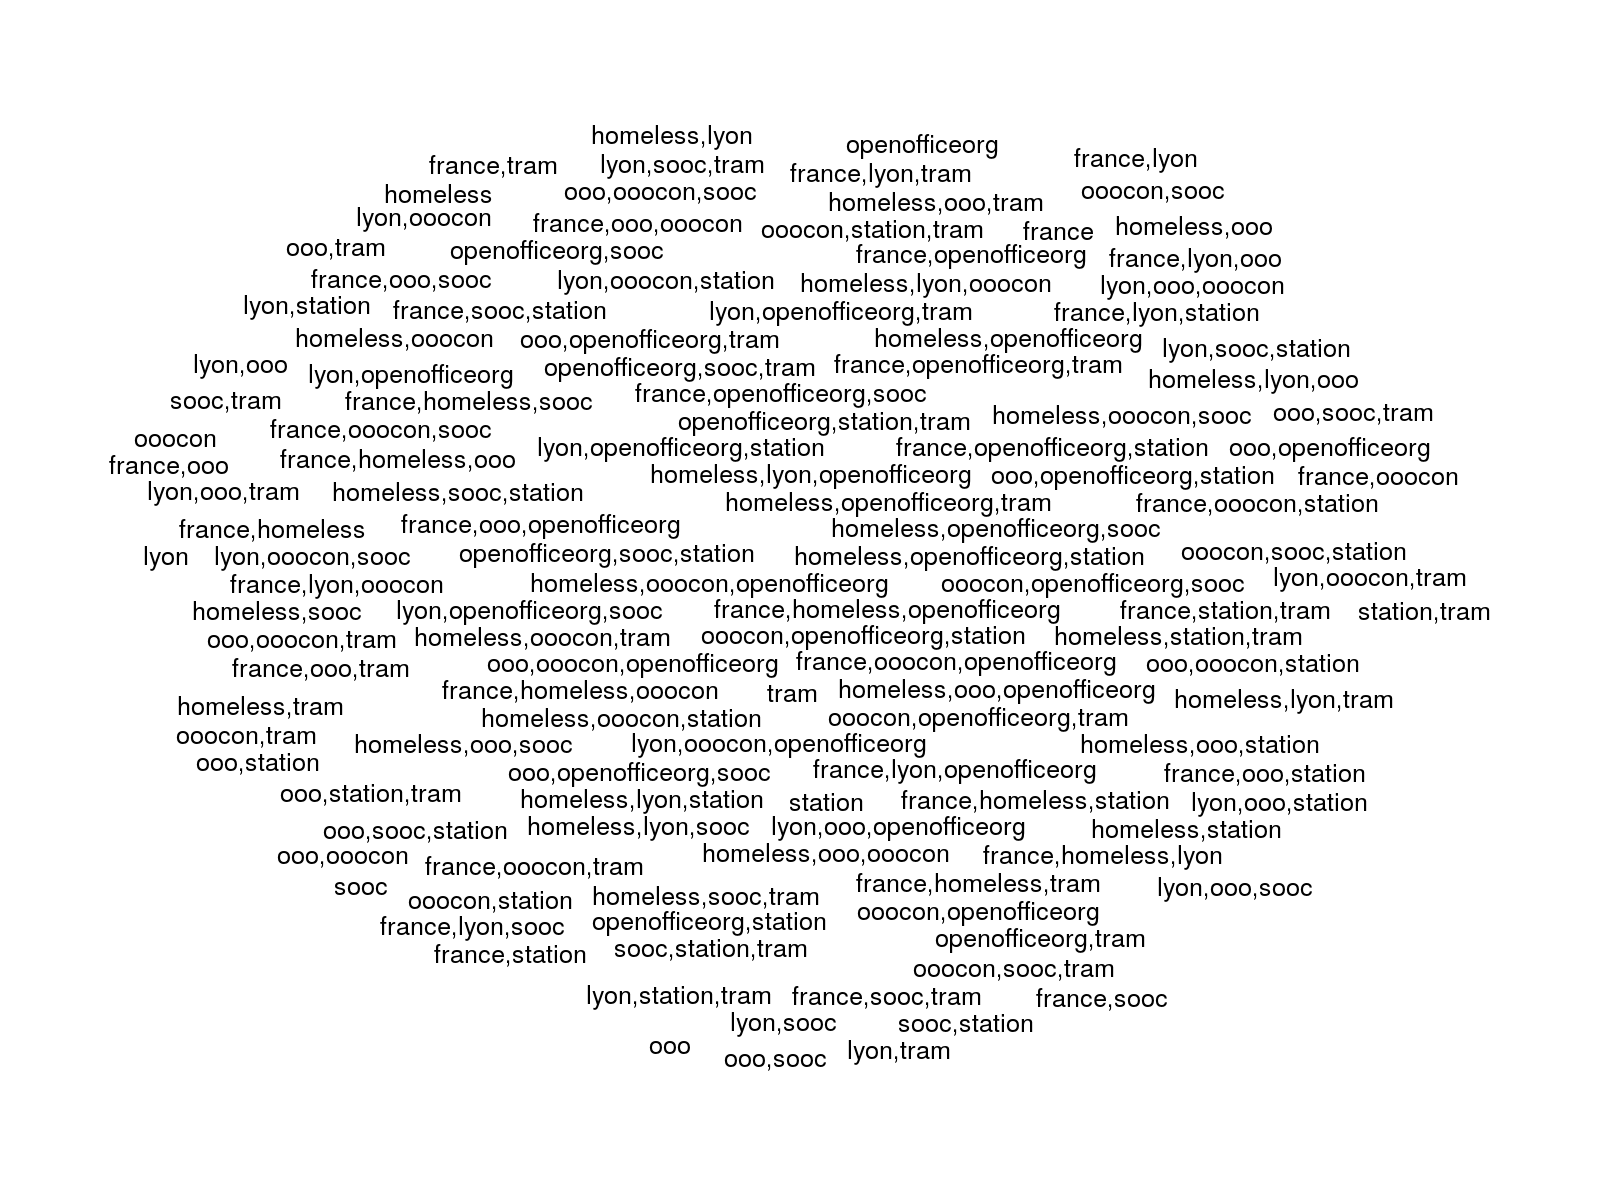 homeless,lyon
openofficeorg
france,lyon
france,tram
lyon,sooc,tram
france,lyon,tram
homeless
ooo,ooocon,sooc
homeless,ooo,tram
ooocon,sooc
lyon,ooocon
france,ooo,ooocon
ooocon,station,tram
france
homeless,ooo
ooo,tram
openofficeorg,sooc
france,openofficeorg
france,lyon,ooo
france,ooo,sooc
lyon,ooocon,station
homeless,lyon,ooocon
lyon,ooo,ooocon
lyon,station
france,sooc,station
lyon,openofficeorg,tram
france,lyon,station
homeless,ooocon
ooo,openofficeorg,tram
homeless,openofficeorg
lyon,sooc,station
lyon,ooo
lyon,openofficeorg
openofficeorg,sooc,tram
france,openofficeorg,tram
homeless,lyon,ooo
sooc,tram
france,homeless,sooc
france,openofficeorg,sooc
openofficeorg,station,tram
homeless,ooocon,sooc
ooo,sooc,tram
ooocon
france,ooocon,sooc
lyon,openofficeorg,station
france,openofficeorg,station
ooo,openofficeorg
france,ooo
france,homeless,ooo
homeless,lyon,openofficeorg
ooo,openofficeorg,station
france,ooocon
lyon,ooo,tram
homeless,sooc,station
homeless,openofficeorg,tram
france,ooocon,station
france,homeless
france,ooo,openofficeorg
homeless,openofficeorg,sooc
lyon
lyon,ooocon,sooc
openofficeorg,sooc,station
homeless,openofficeorg,station
ooocon,sooc,station
france,lyon,ooocon
homeless,ooocon,openofficeorg
ooocon,openofficeorg,sooc
lyon,ooocon,tram
homeless,sooc
lyon,openofficeorg,sooc
france,homeless,openofficeorg
france,station,tram
station,tram
ooo,ooocon,tram
homeless,ooocon,tram
ooocon,openofficeorg,station
homeless,station,tram
france,ooo,tram
ooo,ooocon,openofficeorg
france,ooocon,openofficeorg
ooo,ooocon,station
france,homeless,ooocon
tram
homeless,ooo,openofficeorg
homeless,lyon,tram
homeless,tram
homeless,ooocon,station
ooocon,openofficeorg,tram
ooocon,tram
homeless,ooo,sooc
lyon,ooocon,openofficeorg
homeless,ooo,station
ooo,station
ooo,openofficeorg,sooc
france,lyon,openofficeorg
france,ooo,station
ooo,station,tram
homeless,lyon,station
station
france,homeless,station
lyon,ooo,station
ooo,sooc,station
homeless,lyon,sooc
lyon,ooo,openofficeorg
homeless,station
ooo,ooocon
france,ooocon,tram
homeless,ooo,ooocon
france,homeless,lyon
sooc
ooocon,station
homeless,sooc,tram
france,homeless,tram
lyon,ooo,sooc
france,lyon,sooc
openofficeorg,station
ooocon,openofficeorg
france,station
sooc,station,tram
openofficeorg,tram
ooocon,sooc,tram
lyon,station,tram
france,sooc,tram
france,sooc
lyon,sooc
sooc,station
ooo
ooo,sooc
lyon,tram